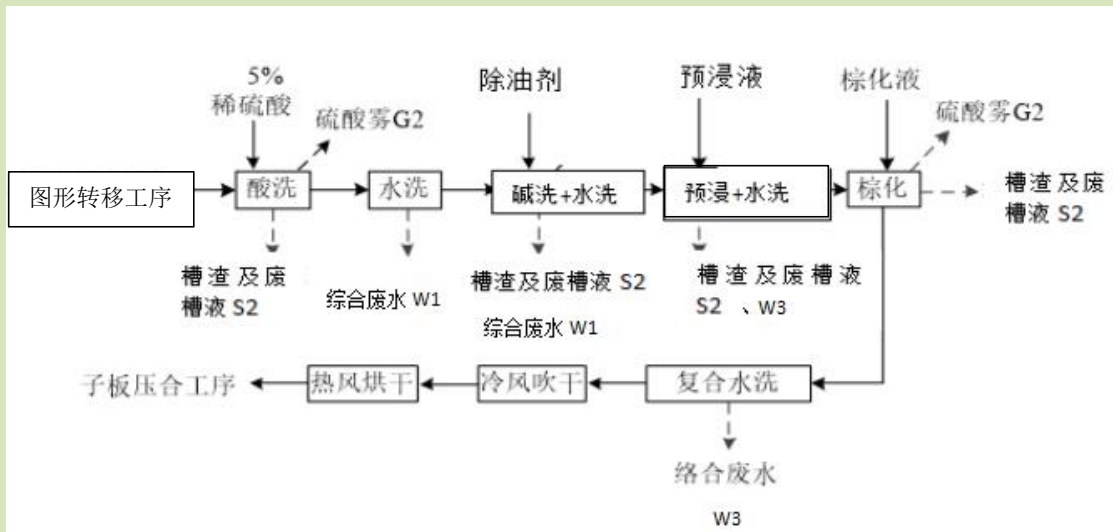 5%
稀硫酸
硫酸雾G2
除油剂
预浸液
棕化液
硫酸雾G2
图形转移工序
酸洗
水洗
碱洗+水洗
预浸+水洗
棕化
槽渣及废
槽液 S2
槽渣及废
槽液 S2
综合废水 W1
槽渣及废槽液 S2
综合废水 W1
槽渣及废槽液
S2 、W3
子板压合工序
热风烘干
冷风吹干
复合水洗
络合废水
W3